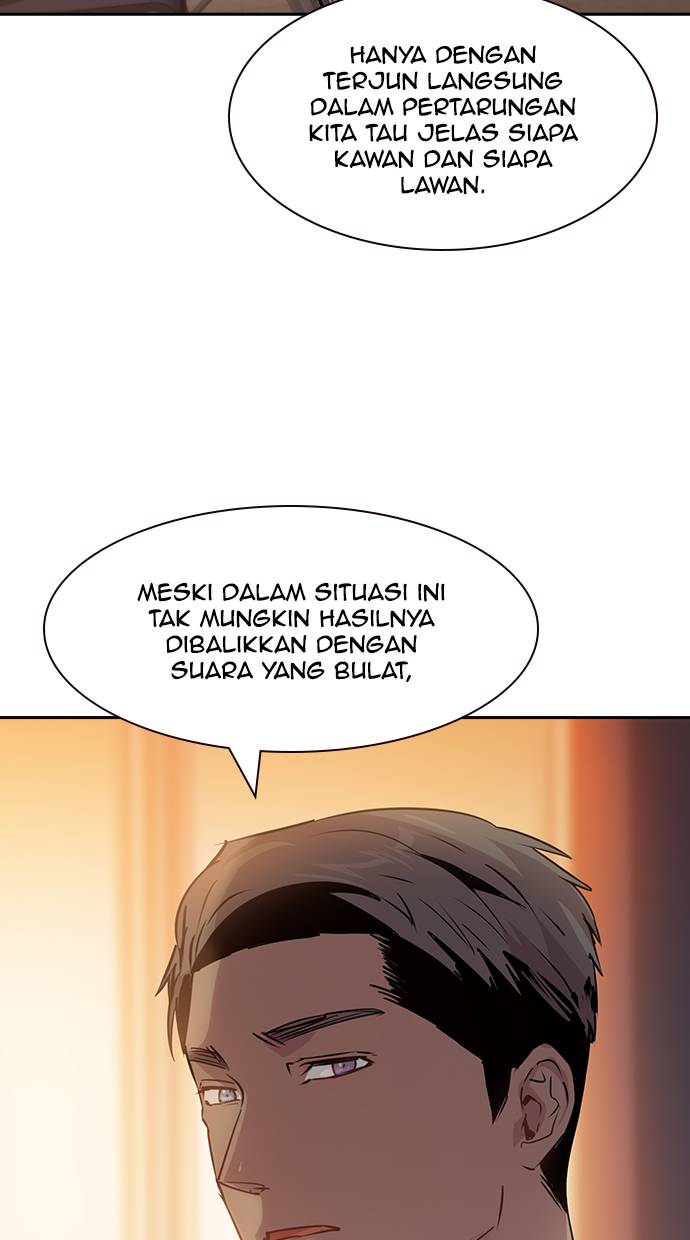 HANYA DENGAN
TERJUN LANGSUNG
DALAM PERTARUNGAN
KITA TAU JELAS SIAPA
KAWAN DAN SIAPA
LAWAN.
MESKI DALAM SITUASI INI
TAK MUNGKIN HASILNYA
DIBALIKKAN DENGAN
SUARA YANG BULAT,